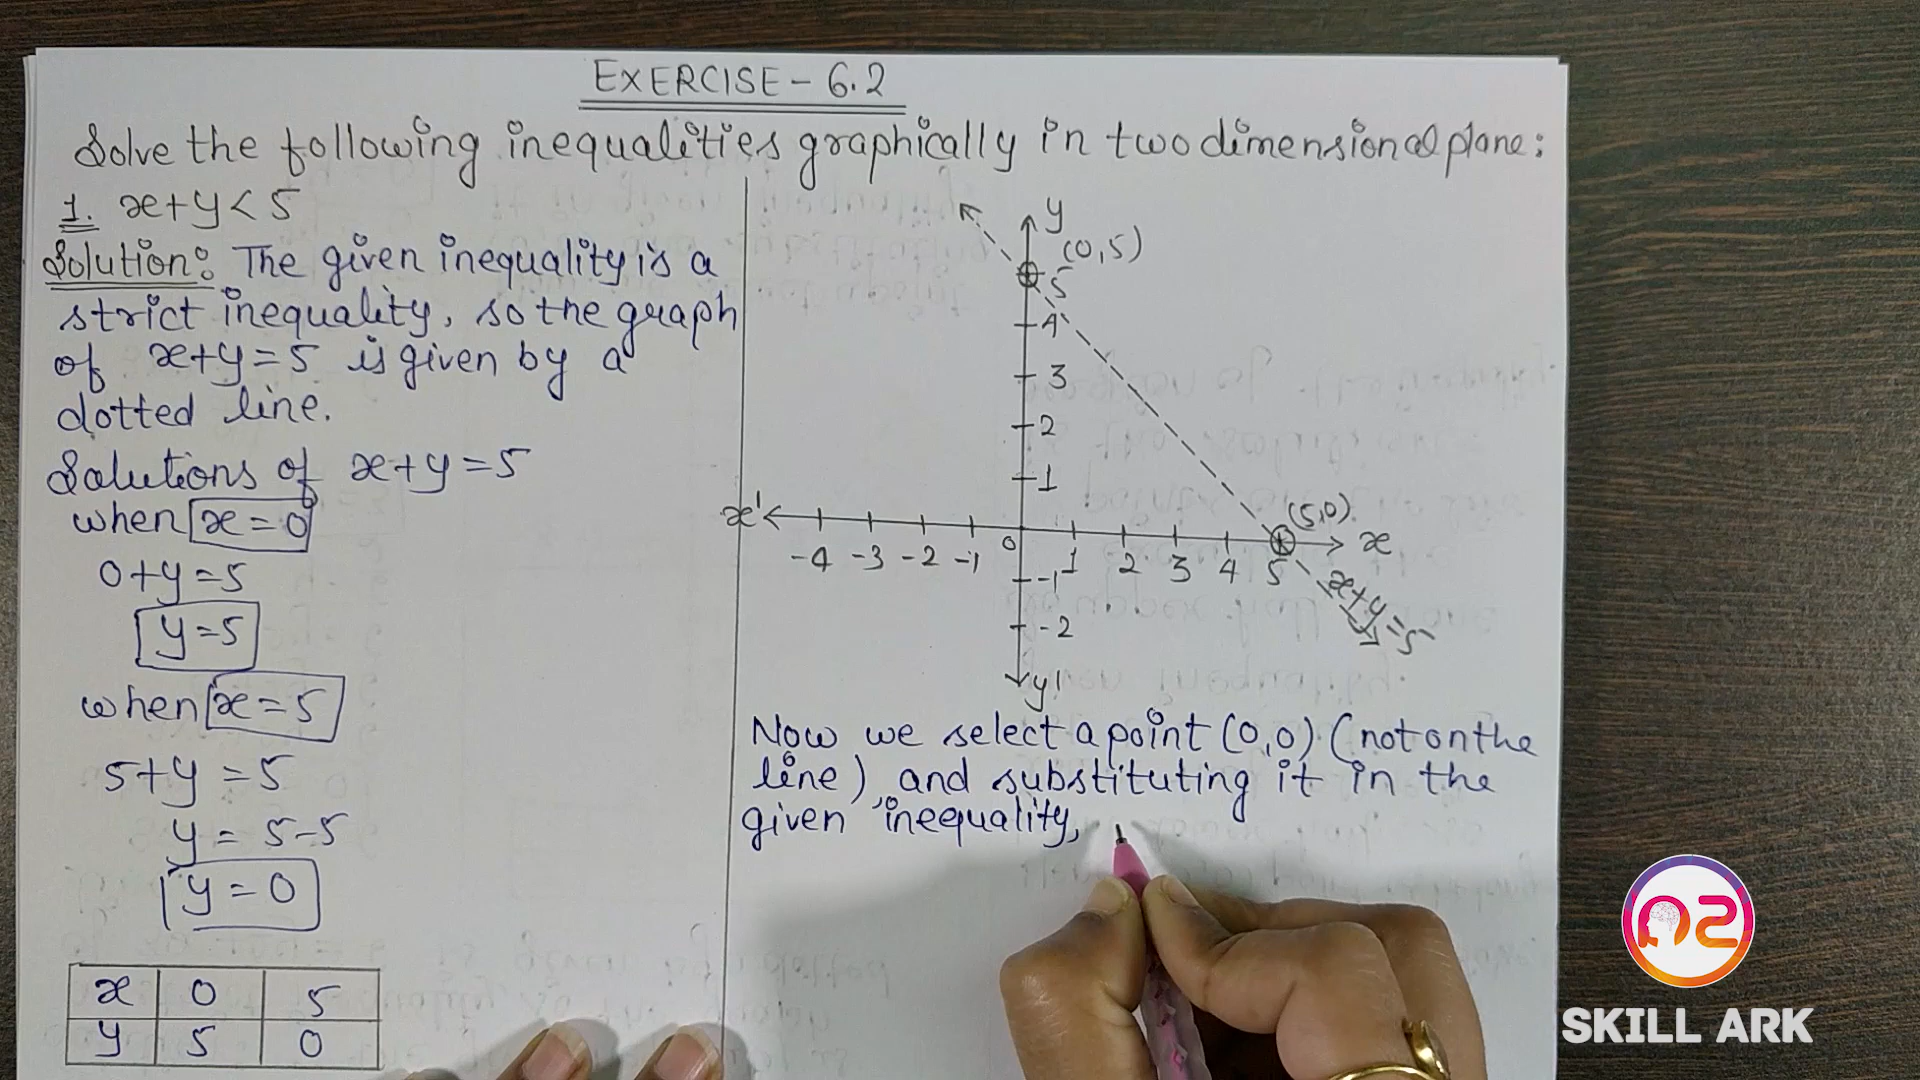 EXERCISE - 6.2
Solve the following inequalities graphically in two dimensional plane:
1. x+y<5
Solution: The given inequality is a
strict inequality, so the graph
of x+y=5 is given by a
dotted line.
Solutions of x+y=5
when x=0
0+y=5
y=5
when x=5
5+y=5
y=5-5
y=0
x 0 5
y 5 0
y
(0,5)
5
4
3
2
1
(5,0)
x' x
0
-4 -3 -2 -1 1 2 3 4 5
-1
x+y=5
-2
y'
Now we select a point (0,0) (not on the
line), and substituting it in the
given inequality,
SKILL ARK